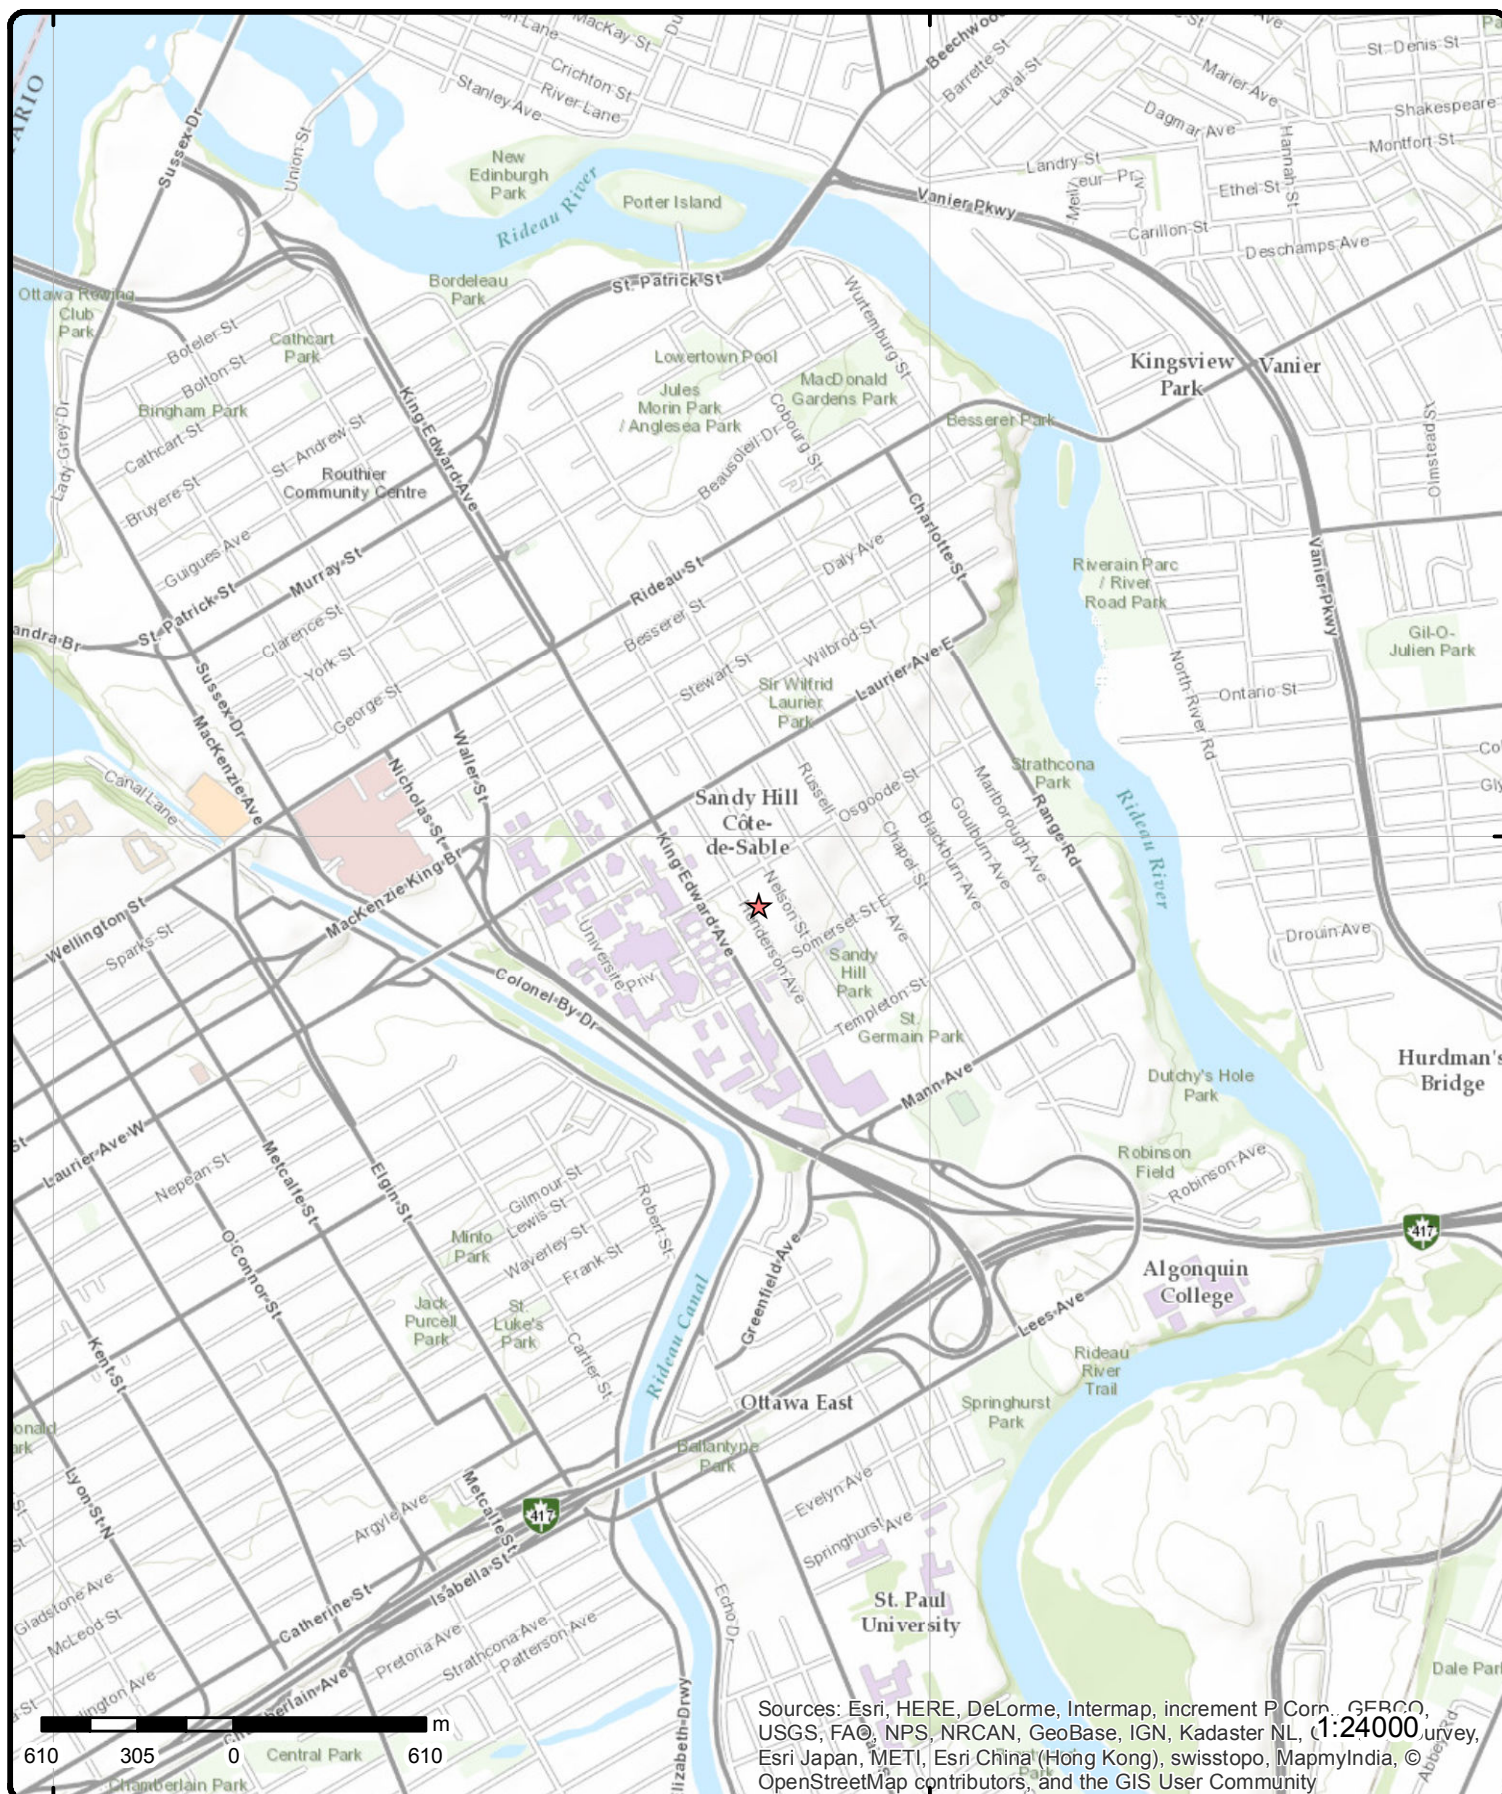 MacKay St
Crichton St
River Lane
Stanley Ave
Beechwood
Barrette St
Laval St
Marier Ave
St. Denis St
Shakespeare
Dagmar Ave
Hannah St
Montfort St
ARIO
Sussex Dr
Union St
New
Edinburgh
Park
Rideau River
Porter Island
Landry St
Ethel St
Vanier Pkwy
Carillon St
Deschamps Ave
Ottawa Rowing
Club
Park
Bordeleau
Park
St. Patrick St
Wurtemburg St
Boteler St
Cathcart
Park
Bolton St
Lowertown Pool
Kingsview
Park
Vanier
Bingham Park
Jules
Morin Park
/ Anglesea Park
MacDonald
Gardens Park
Besserer Park
Lady Grey Dr
Cathcart St
St. Andrew St
King Edward Ave
Beausoleil Dr
Cobourg St
Olmstead St
Routhier
Community Centre
Bruyere St
Guigues Ave
Charlotte St
Murray St
St. Patrick St
Rideau St
Daly Ave
Riverain Parc
/ River
Road Park
Vanier Pkwy
andra Br
Clarence St
York St
George St
Besserer St
Wilbrod St
Stewart St
Laurier Ave E
Gil-O-
Julien Park
Sir Wilfrid
Laurier
Park
North River Rd
Ontario St
Sussex Dr
MacKenzie Ave
Waller St
Nicholas St
Canal Lane
Strathcona
Park
Sandy Hill
Côte-
de-Sable
Russell
Osgoode St
Marlborough Ave
Goulburn Ave
Blackburn Ave
Chapel St
Range Rd
Rideau River
MacKenzie King Br
King Edward Ave
Nelson St
Henderson Ave
Somerset St E
Ave
Wellington St
Sparks St
Universite Priv
Sandy
Hill
Park
Drouin Ave
Colonel By Dr
Templeton St
St.
Germain Park
Mann Ave
Hurdman's
Bridge
Dutchy's Hole
Park
Laurier Ave W
Nepean St
Metcalfe St
Elgin St
Gilmour St
Lewis St
Waverley St
Frank St
Robert St
Robinson
Field
Robinson Ave
417
O'Connor St
Minto
Park
Greenfield Ave
Algonquin
College
Jack
Purcell
Park
St.
Luke's
Park
Rideau Canal
Lees Ave
Kent St
Cartier St
Rideau
River
Trail
Ottawa East
Springhurst
Park
onald
ark
Ballantyne
Park
Lyon St N
Metcalfe St
417
Argyle Ave
Evelyn Ave
Springhurst Ave
Isabella St
Gladstone Ave
McLeod St
Catherine St
Echo Dr
St. Paul
University
Pretoria Ave
Strathcona Ave
Patterson Ave
Dale Par
Chamberlain Ave
Elizabeth Drwy
Central Park
Chamberlain Park
Abbey Rd
m
610 305 0 610
1:24000
Sources: Esri, HERE, DeLorme, Intermap, increment P Corp., GEBCO,
USGS, FAO, NPS, NRCAN, GeoBase, IGN, Kadaster NL, urvey,
Esri Japan, METI, Esri China (Hong Kong), swisstopo, MapmyIndia, ©
OpenStreetMap contributors, and the GIS User Community